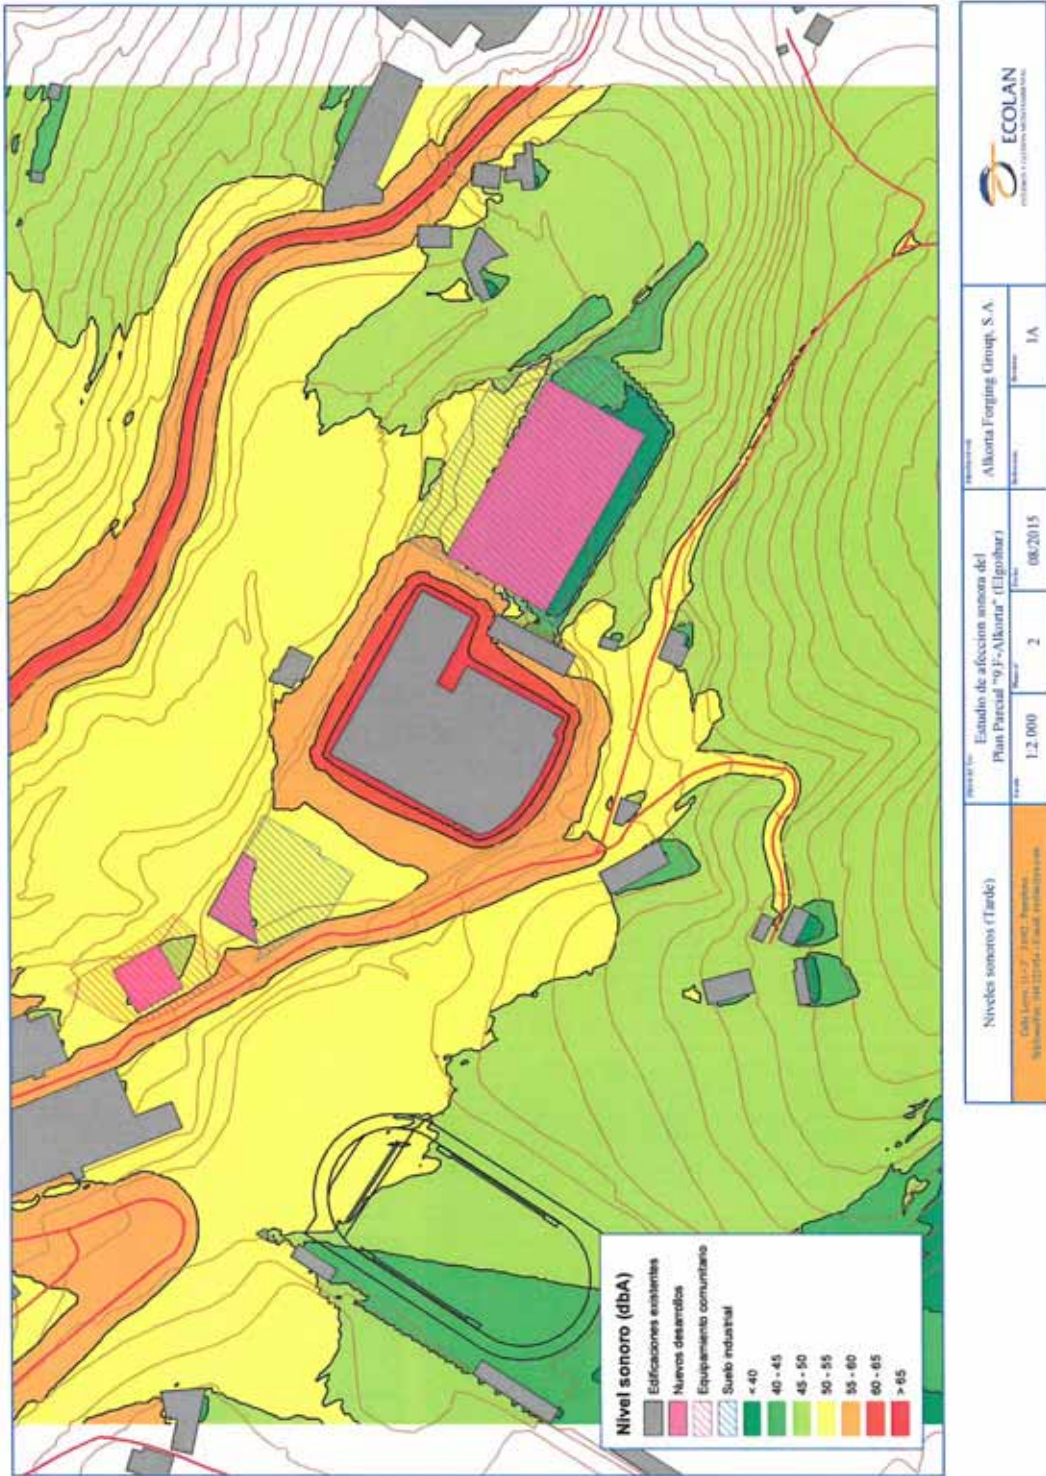 Nivel sonoro (dbA)
Edificaciones existentes
Nuevos desarrollos
Equipamiento comunitario
Suelo industrial
< 40
40 - 45
45 - 50
50 - 55
55 - 60
60 - 65
> 65
Niveles sonoros (Tarde)
Estudio de afeccion sonora del
Plan Parcial "9.F-Alkorta" (Elgoibar)
1:2.000
2
08/2015
Alkorta Forging Group, S.A.
1A
ECOLAN